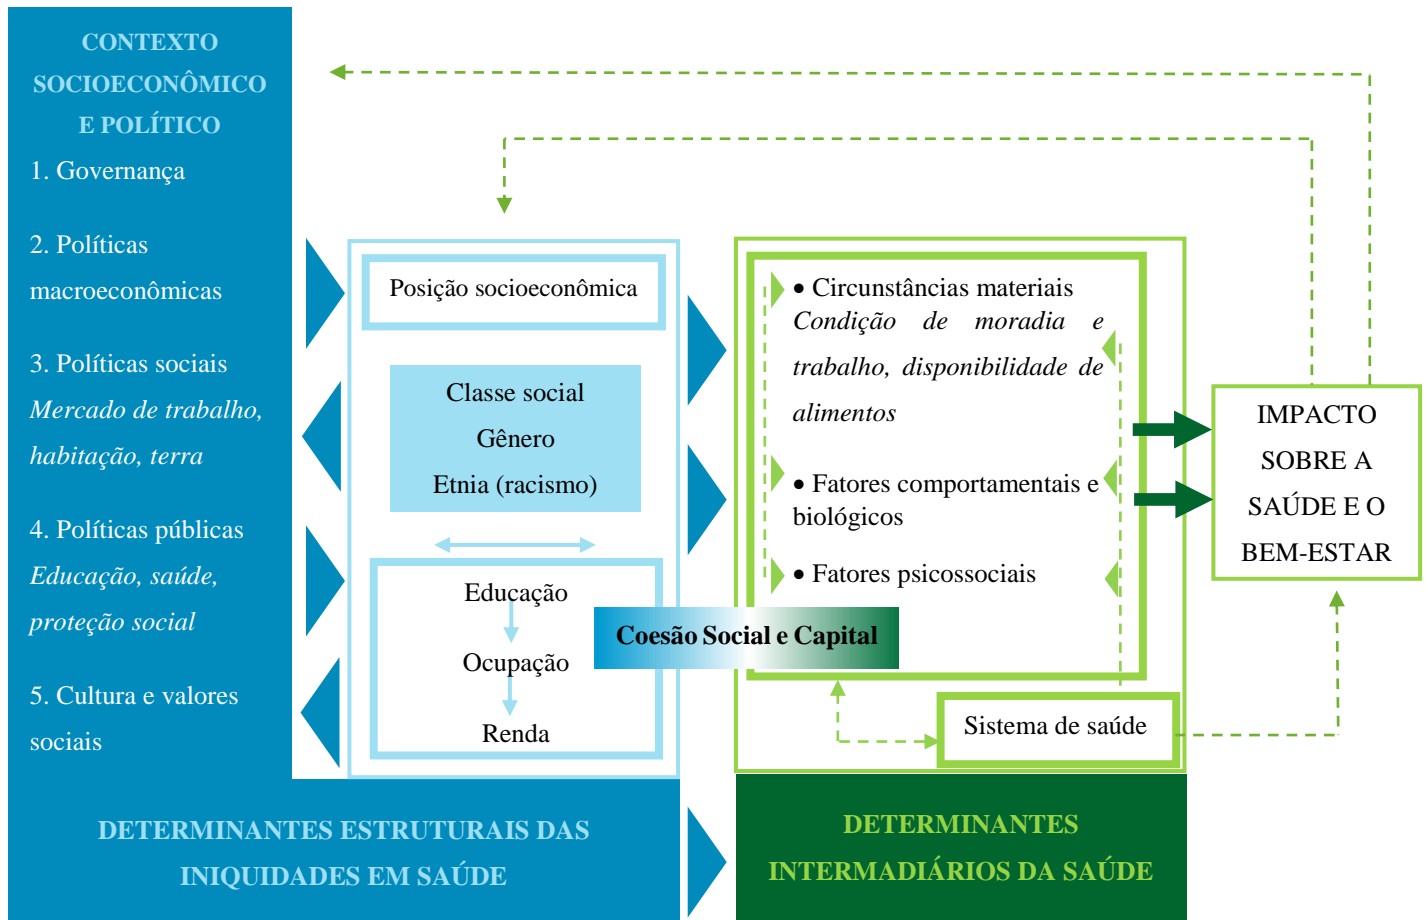 CONTEXTO
SOCIOECONÔMICO
E POLÍTICO
1. Governança
2. Políticas
macroeconômicas
3. Políticas sociais
Mercado de trabalho,
habitação, terra
4. Políticas públicas
Educação, saúde,
proteção social
5. Cultura e valores
sociais
Posição socioeconômica
Classe social
Gênero
Etnia (racismo)
Educação
Ocupação
Renda
Coesão Social e Capital
• Circunstâncias materiais
Condição de moradia e
trabalho, disponibilidade de
alimentos
• Fatores comportamentais e
biológicos
• Fatores psicossociais
Sistema de saúde
IMPACTO
SOBRE A
SAÚDE E O
BEM-ESTAR
DETERMINANTES ESTRUTURAIS DAS
INIQUIDADES EM SAÚDE
DETERMINANTES
INTERMADIÁRIOS DA SAÚDE